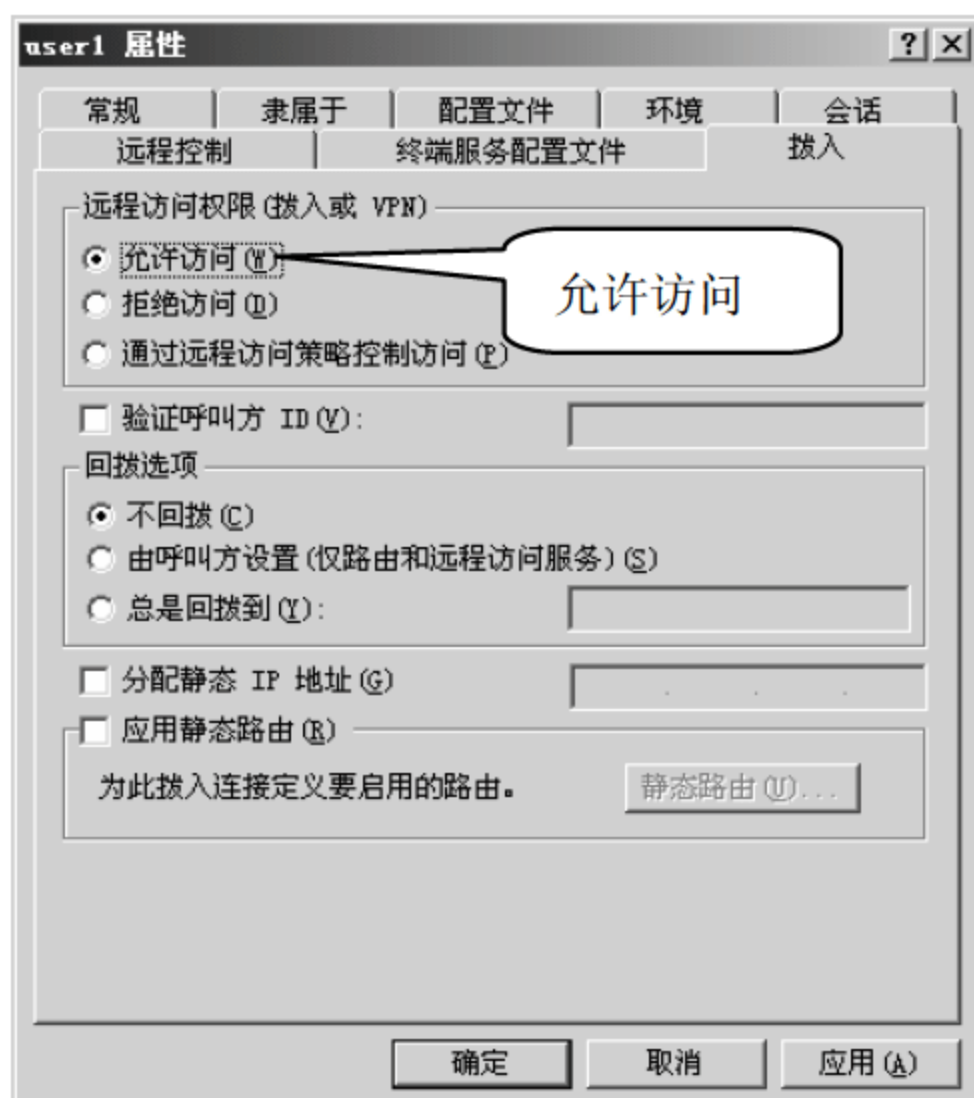 user1 属性
常规 隶属于 配置文件 环境 会话
远程控制 终端服务配置文件 拨入
远程访问权限(拨入或 VPN)
允许访问(W)
允许访问
拒绝访问(D)
通过远程访问策略控制访问(P)
验证呼叫方 ID(V):
回拨选项
不回拨(C)
由呼叫方设置(仅路由和远程访问服务)(S)
总是回拨到(Y):
分配静态 IP 地址(G)
应用静态路由(R)
为此拨入连接定义要启用的路由。 静态路由(U)...
确定 取消 应用(A)